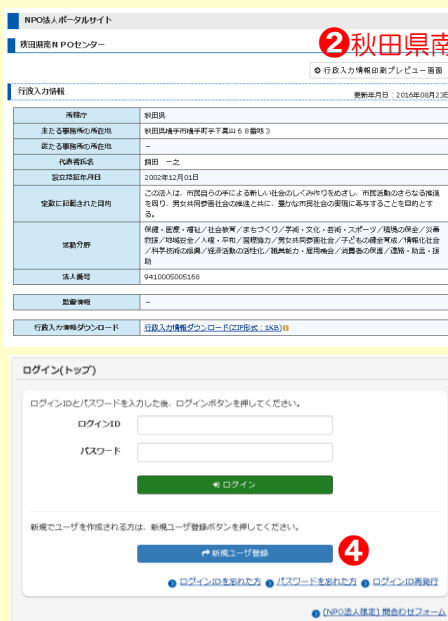 NPO法人ポータルサイト
秋田県南NPOセンター
❷秋田県南
行政入力情報印刷プレビュー画面
行政入力情報
更新年月日：2016年08月23日
所轄庁 秋田県
主たる事務所の所在地 秋田県横手市横手町字下真山68番地3
従たる事務所の所在地 －
代表者氏名 一之
設立認証年月日 2002年12月01日
定款に記載された目的 この法人は、市民自らの手による新しい社会のしくみ作りをめざし、市民活動のさらなる推進
を図り、男女共同参画社会の推進と共に、豊かな市民社会の実現に寄与することを目的とす
る。
活動分野 保健・医療・福祉／社会教育／まちづくり／学術・文化・芸術・スポーツ／環境の保全／災害
救援／地域安全／人権・平和／国際協力／男女共同参画社会／子どもの健全育成／情報化社会
／科学技術の振興／経済活動の活性化／職業能力・雇用機会／消費者の保護／連絡・助言・援
助
法人番号 9410005005168
監督情報 －
行政入力情報ダウンロード 行政入力情報ダウンロード(ZIP形式：1KB)
ログイン(トップ)
ログインIDとパスワードを入力した後、ログインボタンを押してください。
ログインID
パスワード
ログイン
新規でユーザを作成される方は、新規ユーザ登録ボタンを押してください。
新規ユーザ登録
❹
ログインIDを忘れた方 パスワードを忘れた方 ログインID再発行
(NPO法人限定) 問合わせフォーム